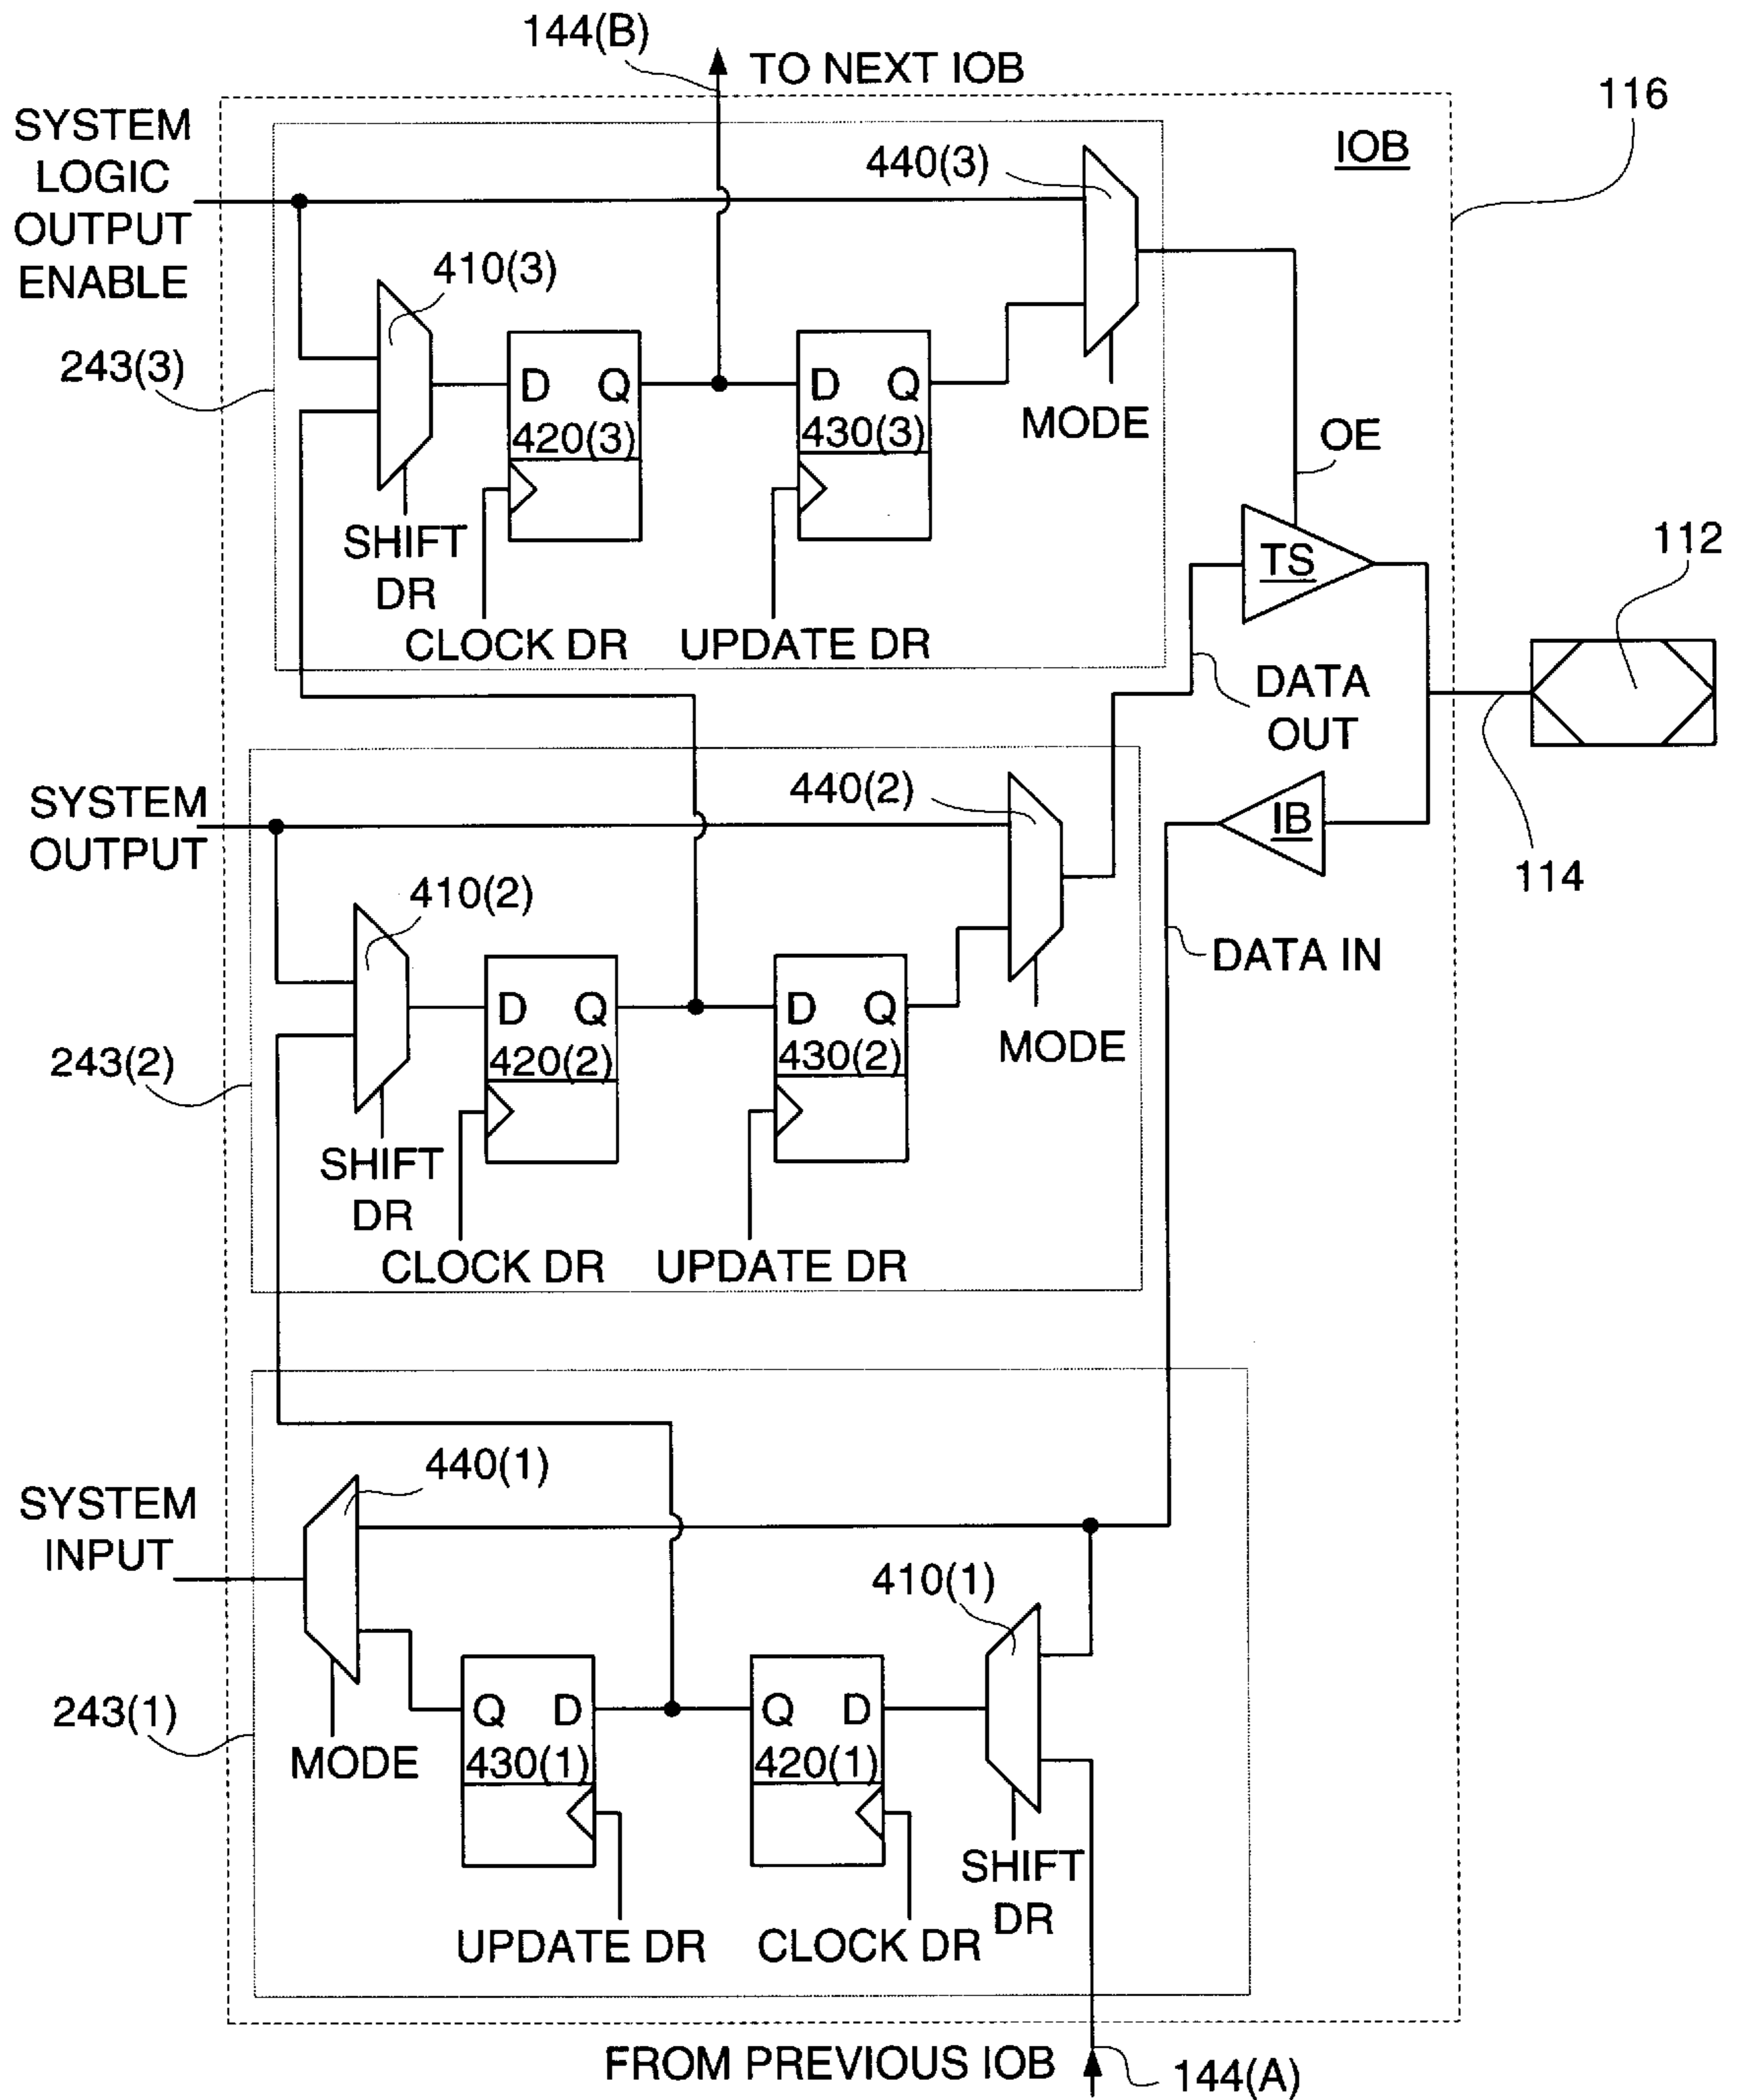 144(B)
TO NEXT IOB
116
SYSTEM
LOGIC
OUTPUT
ENABLE
IOB
440(3)
410(3)
243(3)
D Q
420(3)
D Q
430(3)
MODE
OE
SHIFT
DR
CLOCK DR
UPDATE DR
TS
112
DATA
OUT
SYSTEM
OUTPUT
440(2)
IB
114
410(2)
DATA IN
243(2)
D Q
420(2)
D Q
430(2)
MODE
SHIFT
DR
CLOCK DR
UPDATE DR
440(1)
SYSTEM
INPUT
410(1)
243(1)
MODE
Q D
430(1)
Q D
420(1)
SHIFT
DR
UPDATE DR
CLOCK DR
FROM PREVIOUS IOB
144(A)